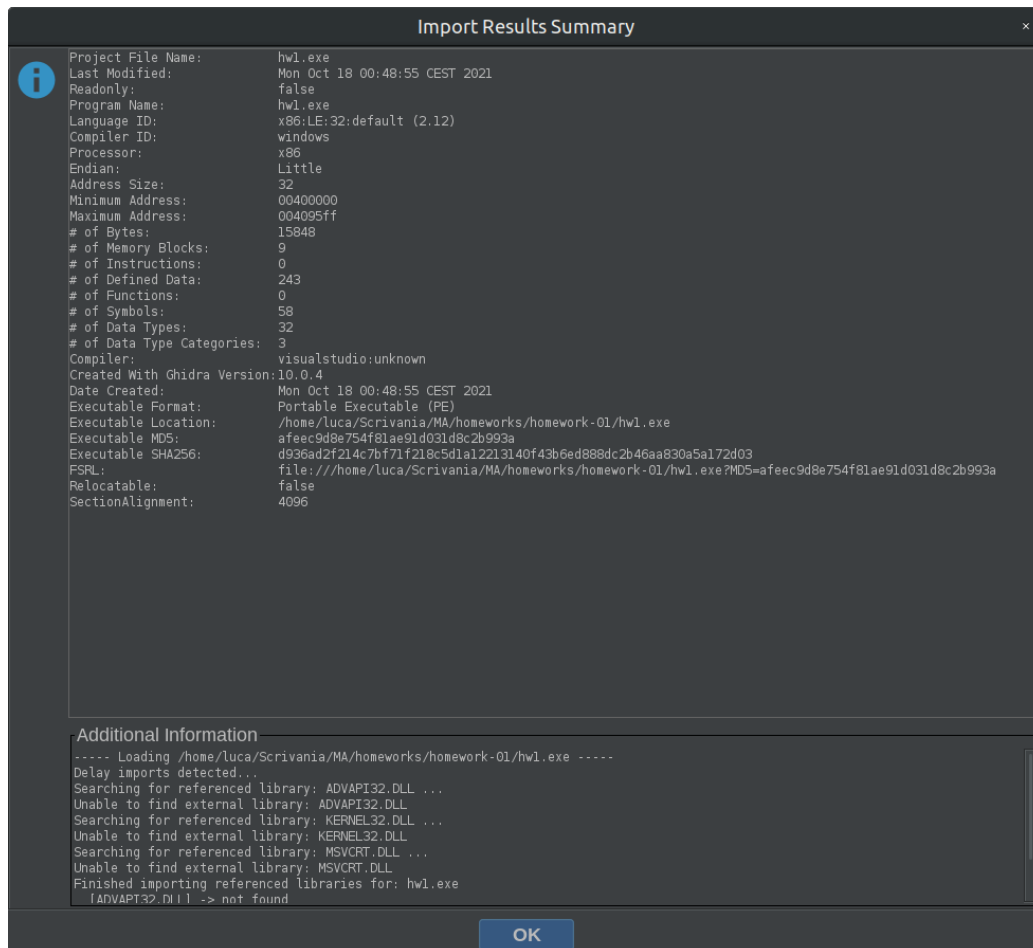 Import Results Summary ×
Project File Name: hw1.exe
Last Modified: Mon Oct 18 00:48:55 CEST 2021
Readonly: false
Program Name: hw1.exe
Language ID: x86:LE:32:default (2.12)
Compiler ID: windows
Processor: x86
Endian: Little
Address Size: 32
Minimum Address: 00400000
Maximum Address: 004095ff
# of Bytes: 15848
# of Memory Blocks: 9
# of Instructions: 0
# of Defined Data: 243
# of Functions: 0
# of Symbols: 58
# of Data Types: 32
# of Data Type Categories: 3
Compiler: visualstudio:unknown
Created With Ghidra Version: 10.0.4
Date Created: Mon Oct 18 00:48:55 CEST 2021
Executable Format: Portable Executable (PE)
Executable Location: /home/luca/Scrivania/MA/homeworks/homework-01/hw1.exe
Executable MD5: afeec9d8e754f81ae91d031d8c2b993a
Executable SHA256: d936ad2f214c7bf71f218c5d1a12213140f43b6ed888dc2b46aa830a5a172d03
FSRL: file:///home/luca/Scrivania/MA/homeworks/homework-01/hw1.exe?MD5=afeec9d8e754f81ae91d031d8c2b993a
Relocatable: false
SectionAlignment: 4096
Additional Information
----- Loading /home/luca/Scrivania/MA/homeworks/homework-01/hw1.exe -----
Delay imports detected...
Searching for referenced library: ADVAPI32.DLL ...
Unable to find external library: ADVAPI32.DLL
Searching for referenced library: KERNEL32.DLL ...
Unable to find external library: KERNEL32.DLL
Searching for referenced library: MSVCRT.DLL ...
Unable to find external library: MSVCRT.DLL
Finished importing referenced libraries for: hw1.exe
[ADVAPI32.DLL] -> not found
OK